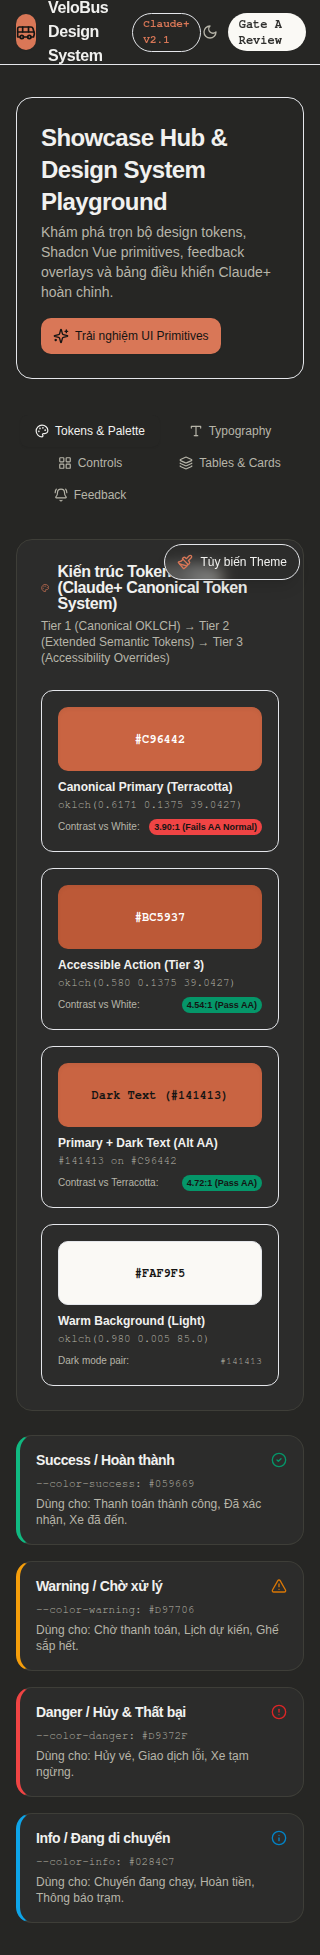 VeloBus
Design
System
Claude+
v2.1
Gate A
Review
Showcase Hub &
Design System
Playground
Khám phá trọn bộ design tokens,
Shadcn Vue primitives, feedback
overlays và bảng điều khiển Claude+
hoàn chỉnh.
Trải nghiệm UI Primitives
Tokens & Palette
Typography
Controls
Tables & Cards
Feedback
Tùy biến Theme
Kiến trúc Token
(Claude+ Canonical Token
System)
Tier 1 (Canonical OKLCH) → Tier 2
(Extended Semantic Tokens) → Tier 3
(Accessibility Overrides)
#C96442
Canonical Primary (Terracotta)
oklch(0.6171 0.1375 39.0427)
Contrast vs White:
3.90:1 (Fails AA Normal)
#BC5937
Accessible Action (Tier 3)
oklch(0.580 0.1375 39.0427)
Contrast vs White:
4.54:1 (Pass AA)
Dark Text (#141413)
Primary + Dark Text (Alt AA)
#141413 on #C96442
Contrast vs Terracotta:
4.72:1 (Pass AA)
#FAF9F5
Warm Background (Light)
oklch(0.980 0.005 85.0)
Dark mode pair:
#141413
Success / Hoàn thành
--color-success: #059669
Dùng cho: Thanh toán thành công, Đã xác
nhận, Xe đã đến.
Warning / Chờ xử lý
--color-warning: #D97706
Dùng cho: Chờ thanh toán, Lịch dự kiến, Ghế
sắp hết.
Danger / Hủy & Thất bại
--color-danger: #D9372F
Dùng cho: Hủy vé, Giao dịch lỗi, Xe tạm
ngừng.
Info / Đang di chuyển
--color-info: #0284C7
Dùng cho: Chuyến đang chạy, Hoàn tiền,
Thông báo trạm.